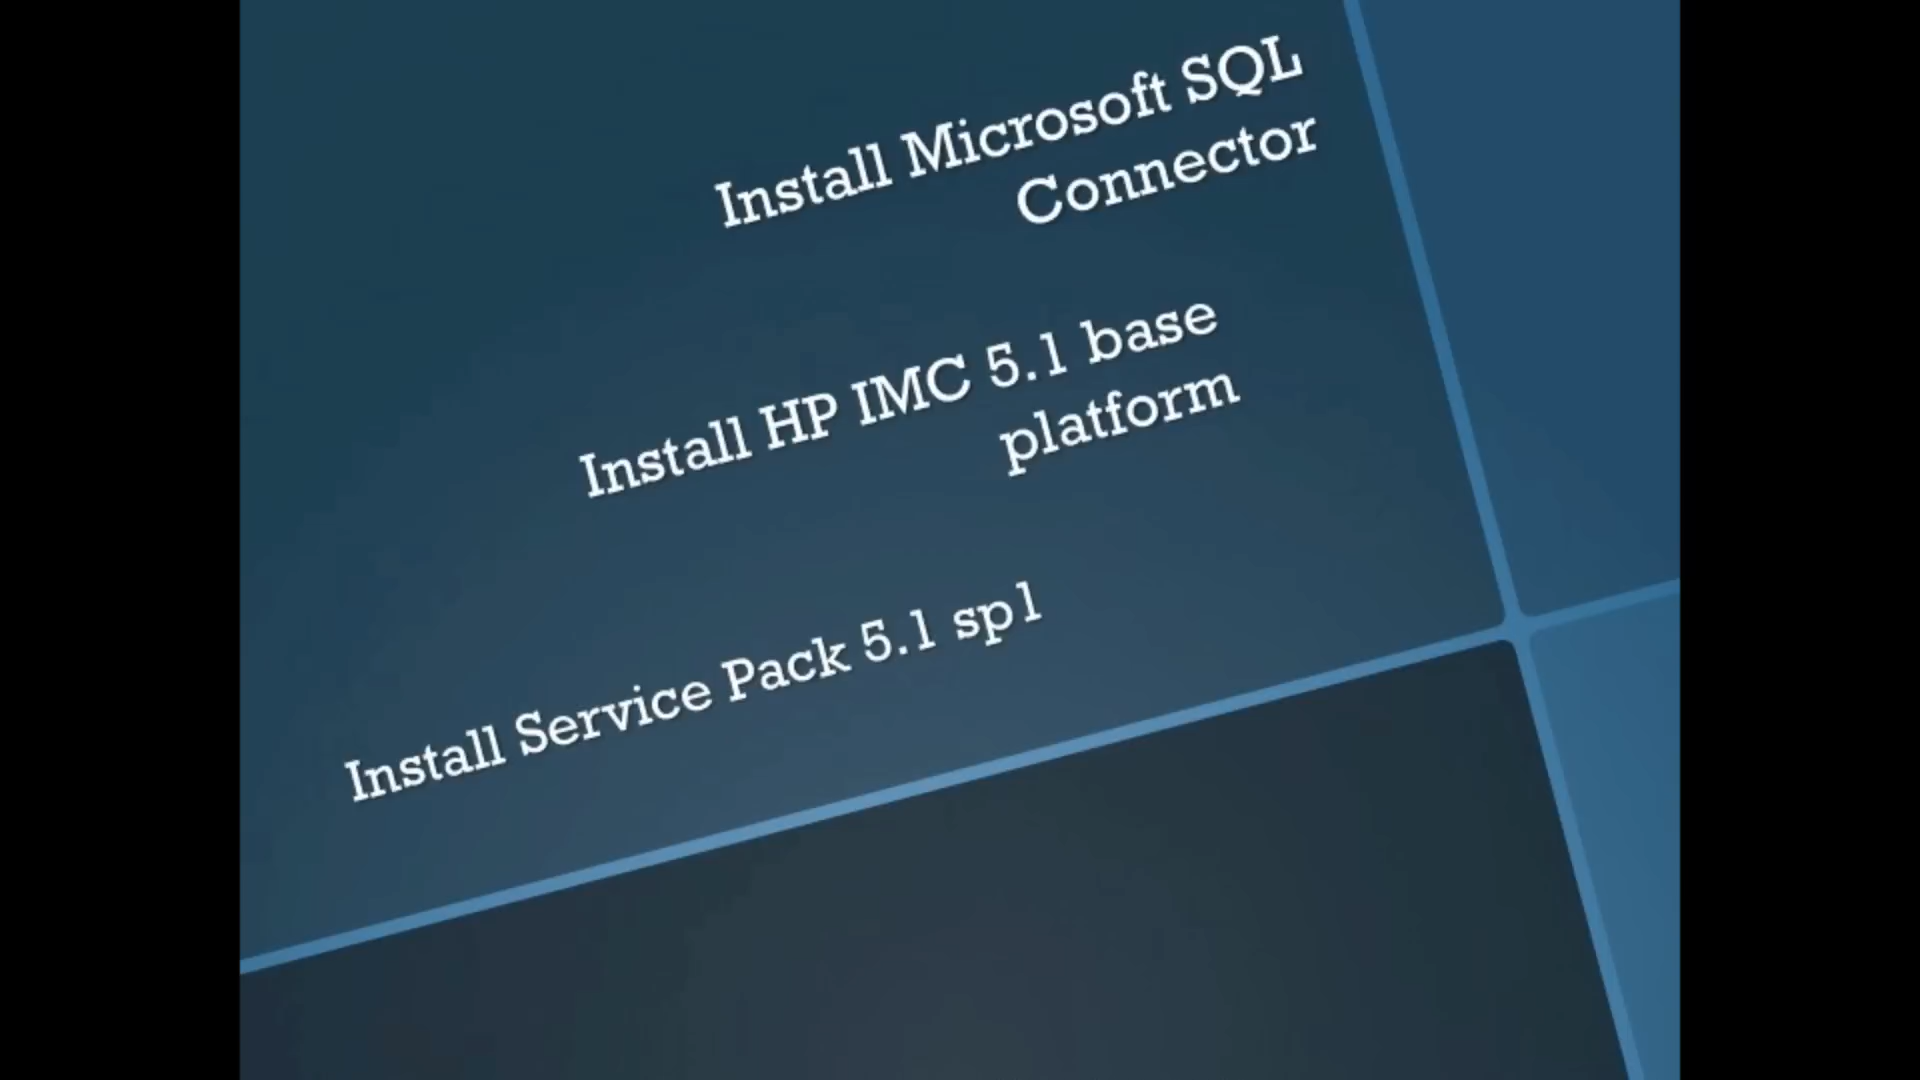 Install Microsoft SQL
Connector
Install HP IMC 5.1 base
platform
Install Service Pack 5.1 sp1